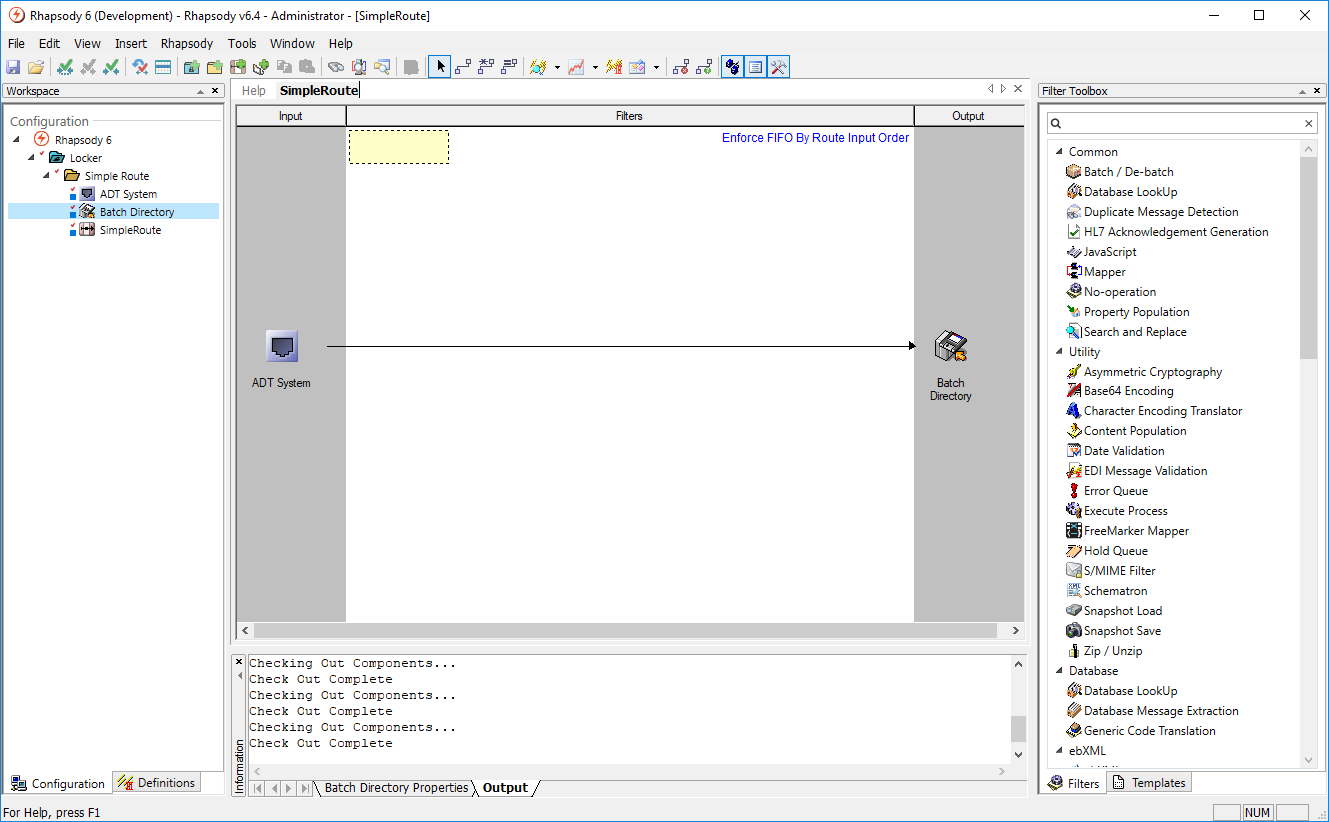 Rhapsody 6 (Development) - Rhapsody v6.4 - Administrator - [SimpleRoute]
File Edit View Insert Rhapsody Tools Window Help
Workspace
Configuration
Rhapsody 6
Locker
Simple Route
ADT System
Batch Directory
SimpleRoute
Configuration Definitions
Help SimpleRoute
Input Filters Output
Enforce FIFO By Route Input Order
ADT System
Batch
Directory
Information
Checking Out Components...
Check Out Complete
Checking Out Components...
Check Out Complete
Checking Out Components...
Check Out Complete
Batch Directory Properties Output
Filter Toolbox
Common
Batch / De-batch
Database LookUp
Duplicate Message Detection
HL7 Acknowledgement Generation
JavaScript
Mapper
No-operation
Property Population
Search and Replace
Utility
Asymmetric Cryptography
Base64 Encoding
Character Encoding Translator
Content Population
Date Validation
EDI Message Validation
Error Queue
Execute Process
FreeMarker Mapper
Hold Queue
S/MIME Filter
Schematron
Snapshot Load
Snapshot Save
Zip / Unzip
Database
Database LookUp
Database Message Extraction
Generic Code Translation
ebXML
Filters Templates
For Help, press F1
NUM